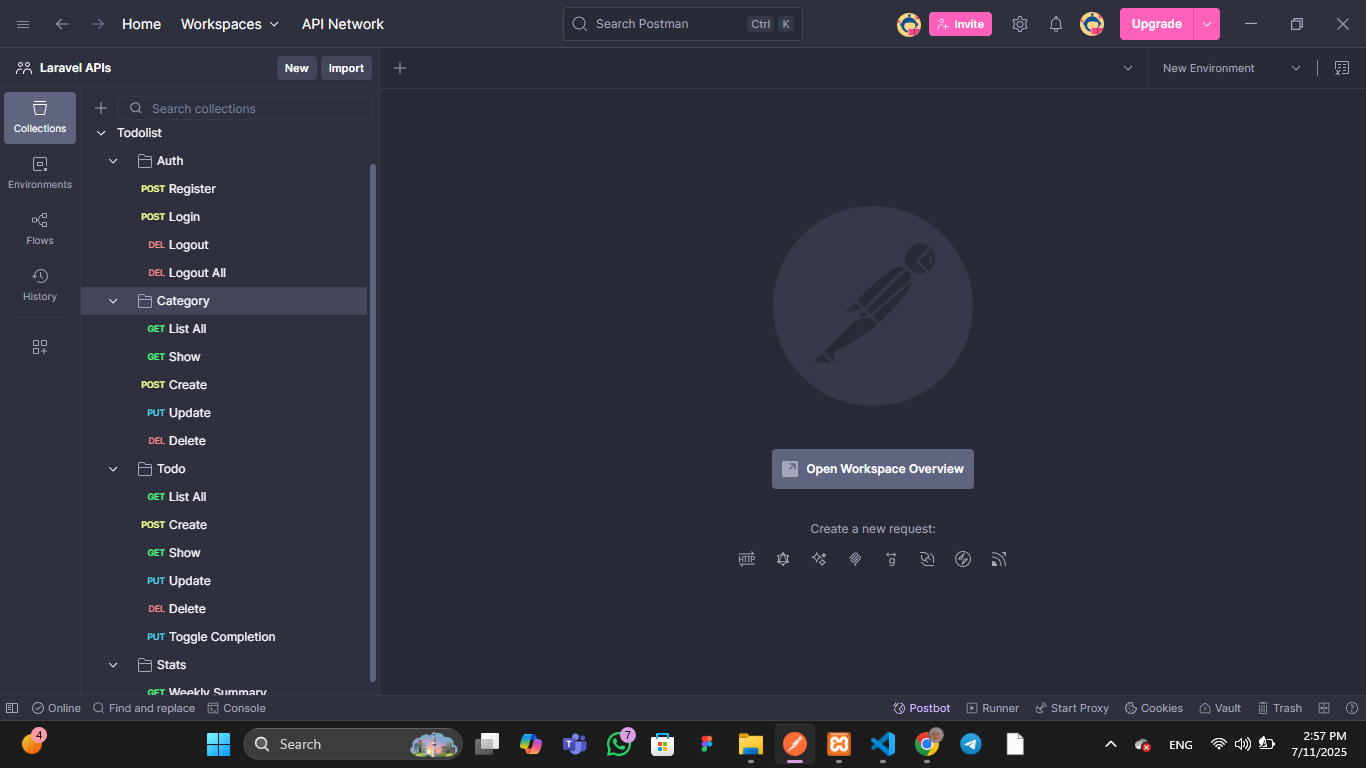 Home Workspaces API Network Search Postman Ctrl K Invite Upgrade
Laravel APIs New Import New Environment
Search collections
Collections
Environments
Flows
History
Todolist
Auth
POST Register
POST Login
DEL Logout
DEL Logout All
Category
GET List All
GET Show
POST Create
PUT Update
DEL Delete
Todo
GET List All
POST Create
GET Show
PUT Update
DEL Delete
PUT Toggle Completion
Stats
GET Weekly Summary
Open Workspace Overview
Create a new request:
HTTP g
Online Find and replace Console Postbot Runner Start Proxy Cookies Vault Trash
4 Search 7 ENG 2:57 PM
7/11/2025